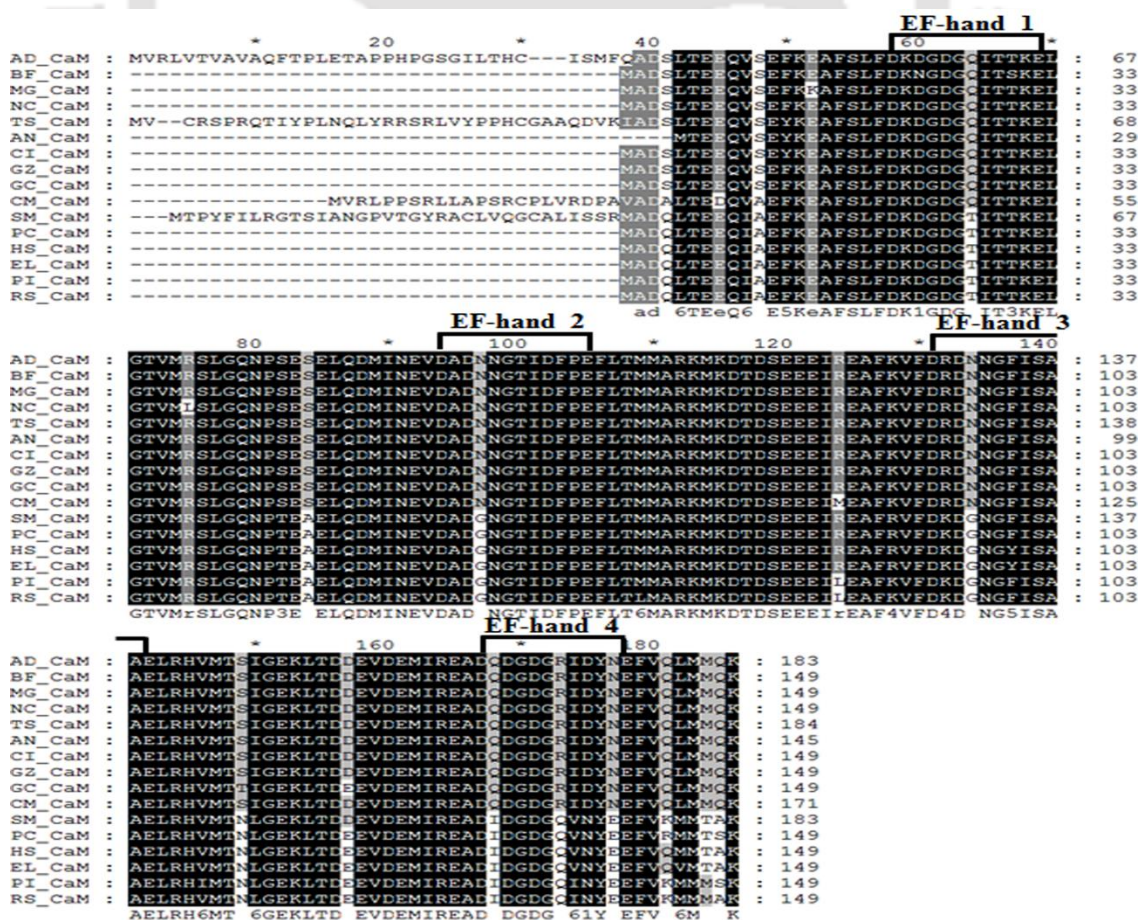 EF-hand 1
* 20 * 40 * 60 *
AD_CaM : MVRLVTVAVAQFTPLETAPPHPGSGILTHC---ISMFQADSLTEEQVSEFKEAFSLFDKDGDGQITTKEL : 67
BF_CaM : -------------------------------------MADSLTEEQVSEFKEAFSLFDKNGDGQITSKEL : 33
MG_CaM : -------------------------------------MADSLTEEQVSEFKKAFSLFDKDGDGQITTKEL : 33
NC_CaM : -------------------------------------MADSLTEEQVSEFKEAFSLFDKDGDGQITTKEL : 33
TS_CaM : MV--CRSPRQTIYPLNQLYRRSRLVYPPHCGAAQDVKIADSLTEEQVSEFKEAFSLFDKDGDGQITTKEL : 68
AN_CaM : -----------------------------------------MTEEQVSEYKEAFSLFDKDGDGQITTKEL : 29
CI_CaM : -------------------------------------MADSLTEEQVSEYKEAFSLFDKDGDGQITTKEL : 33
GZ_CaM : -------------------------------------MADSLTEEQVSEFKEAFSLFDKDGDGQITTKEL : 33
GC_CaM : -------------------------------------MADSLTEEQVSEFKEAFSLFDKDGDGQITTKEL : 33
CM_CaM : ---------------MVRLPPSRLLAPSRCPLVRDPAVADALTEDQVAEFKEAFSLFDKDGDGQITTKEL : 55
SM_CaM : ---MTPYFILRGTSIANGPVTGYRACLVQGCALISSRMADQLTEEQIAEFKEAFSLFDKDGDGTITTKEL : 67
PC_CaM : -------------------------------------MADQLTEEQIAEFKEAFSLFDKDGDGTITTKEL : 33
HS_CaM : -------------------------------------MADQLTEEQIAEFKEAFSLFDKDGDGTITTKEL : 33
EL_CaM : -------------------------------------MADQLTEEQIAEFKEAFSLFDKDGDGTITTKEL : 33
PI_CaM : -------------------------------------MADQLTEEQIAEFKEAFSLFDKDGDGTITTKEL : 33
RS_CaM : -------------------------------------MADQLTEEQIAEFKEAFSLFDKDGDGTITTKEL : 33
ad 6TEeQ6 E5KeAFSLFDK1GDG IT3KEL
EF-hand 2 EF-hand 3
80 * 100 * 120 * 140
AD_CaM : GTVMRSLGQNPSESELQDMINEVDADNNGTIDFPEFLTMMARKMKDTDSEEEIREAFKVFDRDNNGFISA : 137
BF_CaM : GTVMRSLGQNPSESELQDMINEVDADNNGTIDFPEFLTMMARKMKDTDSEEEIREAFKVFDRDNNGFISA : 103
MG_CaM : GTVMRSLGQNPSESELQDMINEVDADNNGTIDFPEFLTMMARKMKDTDSEEEIREAFKVFDRDNNGFISA : 103
NC_CaM : GTVMLSLGQNPSESELQDMINEVDADNNGTIDFPEFLTMMARKMKDTDSEEEIREAFKVFDRDNNGFISA : 103
TS_CaM : GTVMRSLGQNPSESELQDMINEVDADNNGTIDFPEFLTMMARKMKDTDSEEEIREAFKVFDRDNNGFISA : 138
AN_CaM : GTVMRSLGQNPSESELQDMINEVDADNNGTIDFPEFLTMMARKMKDTDSEEEIREAFKVFDRDNNGFISA : 99
CI_CaM : GTVMRSLGQNPSESELQDMINEVDADNNGTIDFPEFLTMMARKMKDTDSEEEIREAFKVFDRDNNGFISA : 103
GZ_CaM : GTVMRSLGQNPSESELQDMINEVDADNNGTIDFPEFLTMMARKMKDTDSEEEIREAFKVFDRDNNGFISA : 103
GC_CaM : GTVMRSLGQNPSESELQDMINEVDADNNGTIDFPEFLTMMARKMKDTDSEEEIREAFKVFDRDNNGFISA : 103
CM_CaM : GTVMRSLGQNPSESELQDMINEVDADNNGTIDFPEFLTMMARKMKDTDSEEEIMEAFKVFDRDNNGFISA : 125
SM_CaM : GTVMRSLGQNPTEAELQDMINEVDADGNGTIDFPEFLTMMARKMKDTDSEEEIREAFRVFDKDGNGFISA : 137
PC_CaM : GTVMRSLGQNPTEAELQDMINEVDADGNGTIDFPEFLTMMARKMKDTDSEEEIREAFRVFDKDGNGFISA : 103
HS_CaM : GTVMRSLGQNPTEAELQDMINEVDADGNGTIDFPEFLTMMARKMKDTDSEEEIREAFRVFDKDGNGYISA : 103
EL_CaM : GTVMRSLGQNPTEAELQDMINEVDADGNGTIDFPEFLTMMARKMKDTDSEEEIREAFRVFDKDGNGYISA : 103
PI_CaM : GTVMRSLGQNPTEAELQDMINEVDADGNGTIDFPEFLTMMARKMKDTDSEEEILEAFKVFDKDGNGFISA : 103
RS_CaM : GTVMRSLGQNPTEAELQDMINEVDADGNGTIDFPEFLTLMARKMKDTDSEEEILEAFKVFDKDGNGFISA : 103
GTVMrSLGQNP3E ELQDMINEVDAD NGTIDFPEFLT6MARKMKDTDSEEEIrEAF4VFD4D NG5ISA
EF-hand 4
* 160 * 180
AD_CaM : AELRHVMTSIGEKLTDDEVDEMIREADQDGDGRIDYNEFVQLMMQK : 183
BF_CaM : AELRHVMTSIGEKLTDDEVDEMIREADQDGDGRIDYNEFVQLMMQK : 149
MG_CaM : AELRHVMTSIGEKLTDDEVDEMIREADQDGDGRIDYNEFVQLMMQK : 149
NC_CaM : AELRHVMTSIGEKLTDDEVDEMIREADQDGDGRIDYNEFVQLMMQK : 149
TS_CaM : AELRHVMTSIGEKLTDDEVDEMIREADQDGDGRIDYNEFVQLMMQK : 184
AN_CaM : AELRHVMTSIGEKLTDDEVDEMIREADQDGDGRIDYNEFVQLMMQK : 145
CI_CaM : AELRHVMTSIGEKLTDDEVDEMIREADQDGDGRIDYNEFVQLMMQK : 149
GZ_CaM : AELRHVMTSIGEKLTDDEVDEMIREADQDGDGRIDYNEFVQLMMQK : 149
GC_CaM : AELRHVMTTIGEKLTDEEVDEMIREADQDGDGRIDYNEFVQLMMQK : 149
CM_CaM : AELRHVMTSIGEKLTDDEVDEMIREADQDGDGRIDYNEFVQLMMQK : 171
SM_CaM : AELRHVMTNLGEKLTDDEVDEMIREADIDGDGQVNYEEFVKMMTAK : 183
PC_CaM : AELRHVMTNLGEKLTDEEVDEMIREADIDGDGQVNYEEFVRMMTSK : 149
HS_CaM : AELRHVMTNLGEKLTDEEVDEMIREADIDGDGQVNYEEFVQMMTAK : 149
EL_CaM : AELRHVMTNLGEKLTDEEVDEMIREADIDGDGQVNYEEFVQVMTAK : 149
PI_CaM : AELRHIMTNLGEKLTDEEVDEMIREADIDGDGQINYEEFVKMMMSK : 149
RS_CaM : AELRHVMTNLGEKLTDEEVDEMIREADIDGDGQINYEEFVKMMMAK : 149
AELRH6MT 6GEKLTD EVDEMIREAD DGDG 61Y EFV 6M K